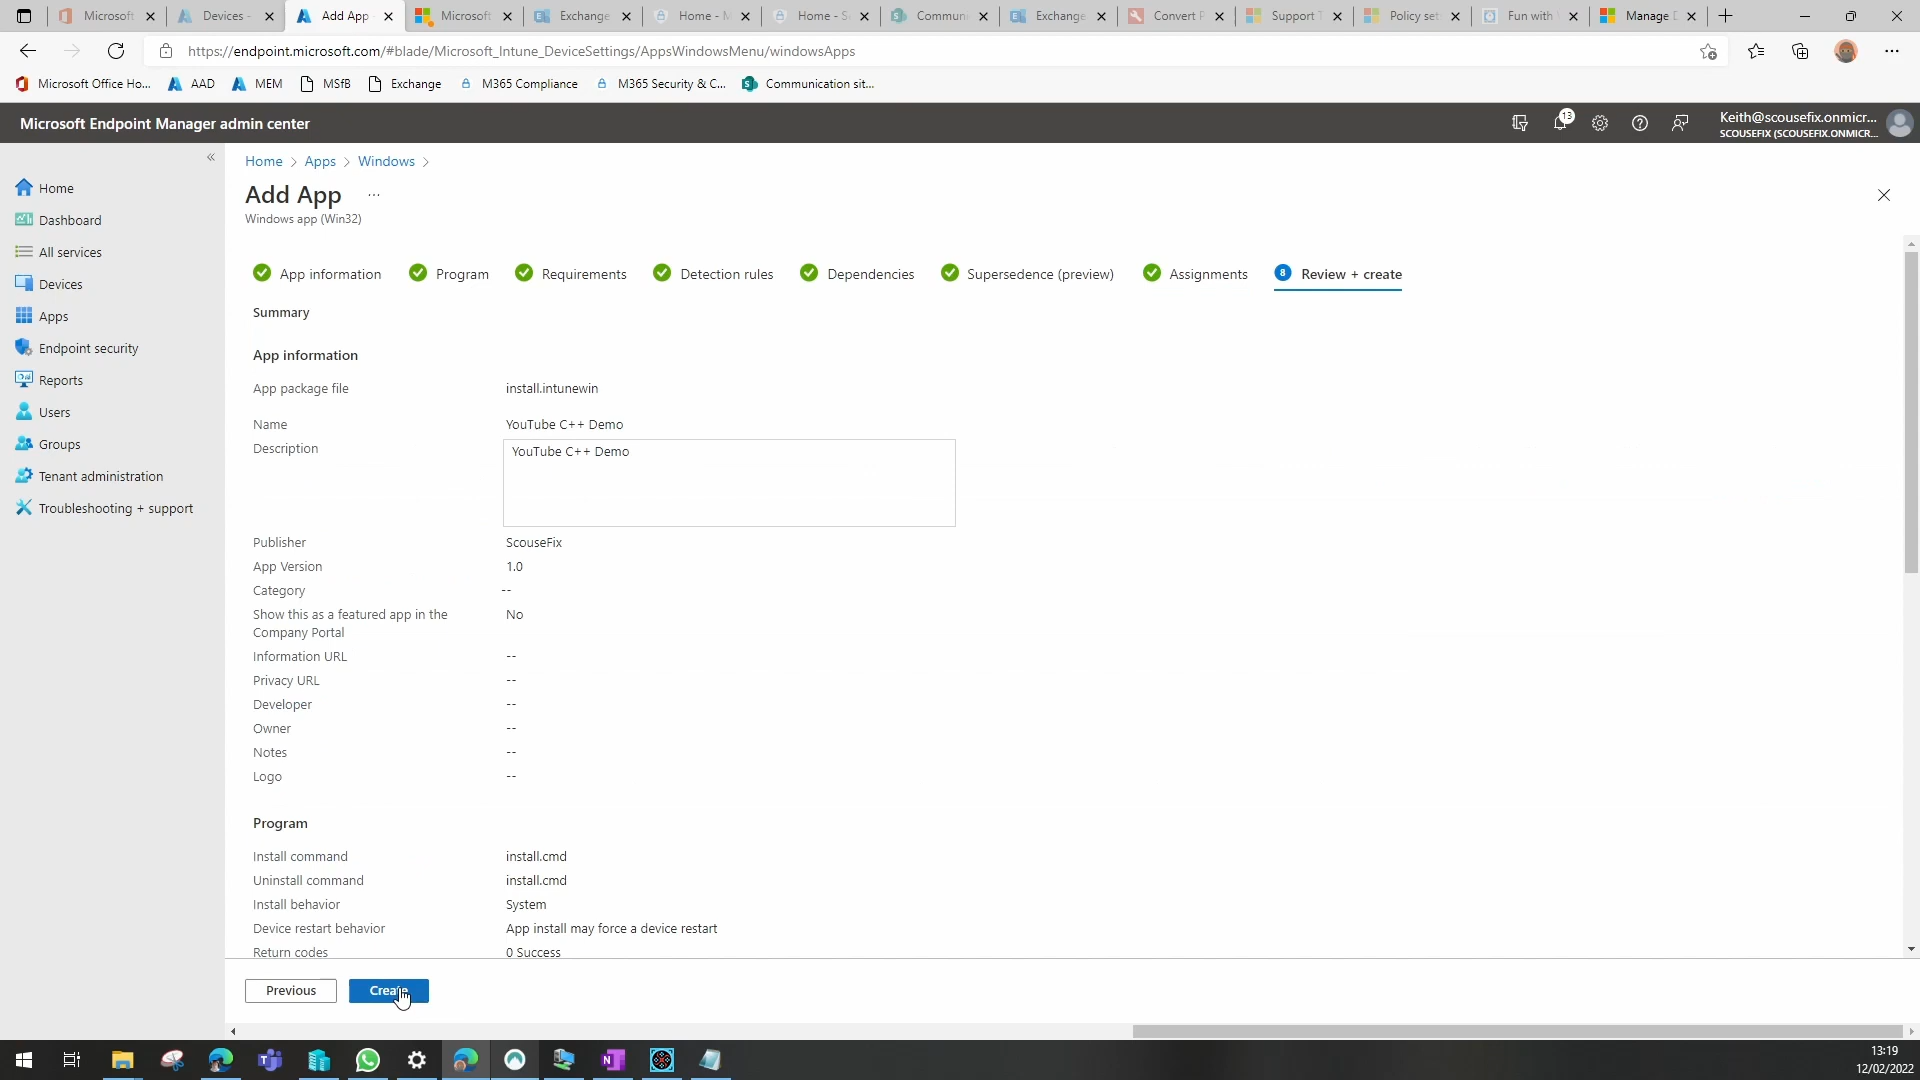 Microsoft
Devices -
Add App
Microsoft
Exchange
Home - M
Home - S
Commun
Exchange
Convert P
Support T
Policy set
Fun with
Manage D
https://endpoint.microsoft.com/#blade/Microsoft_Intune_DeviceSettings/AppsWindowsMenu/windowsApps
Microsoft Office Ho...
AAD
MEM
MSfB
Exchange
M365 Compliance
M365 Security & C...
Communication sit...
Microsoft Endpoint Manager admin center
13
Keith@scousefix.onmicr...
SCOUSEFIX (SCOUSEFIX.ONMICR...
Home
Dashboard
All services
Devices
Apps
Endpoint security
Reports
Users
Groups
Tenant administration
Troubleshooting + support
Home > Apps > Windows >
Add App ...
Windows app (Win32)
App information
Program
Requirements
Detection rules
Dependencies
Supersedence (preview)
Assignments
8 Review + create
Summary
App information
App package file install.intunewin
Name YouTube C++ Demo
Description YouTube C++ Demo
Publisher ScouseFix
App Version 1.0
Category --
Show this as a featured app in the No
Company Portal
Information URL --
Privacy URL --
Developer --
Owner --
Notes --
Logo --
Program
Install command install.cmd
Uninstall command install.cmd
Install behavior System
Device restart behavior App install may force a device restart
Return codes 0 Success
Previous
Create
13:19
12/02/2022